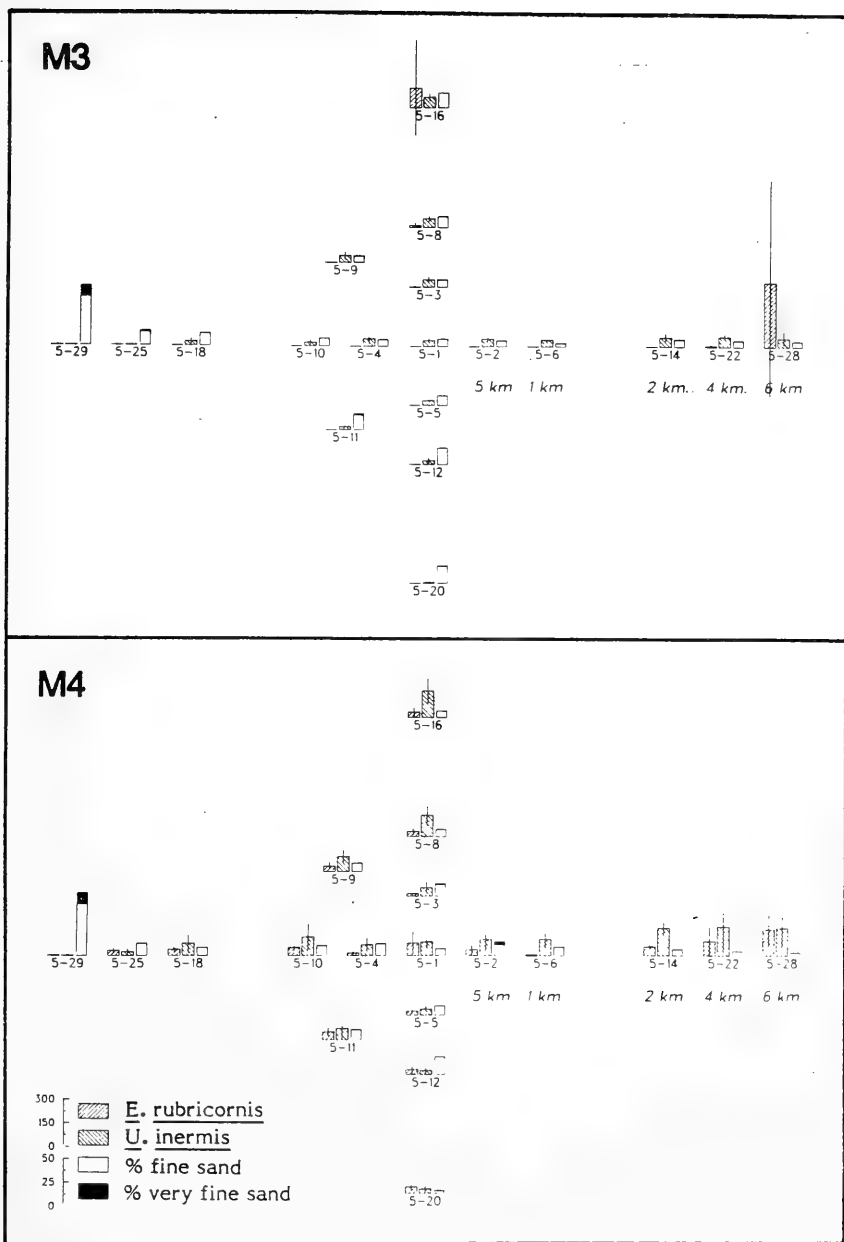 M3
5-16
5-8
5-9
5-3
5-29 5-25 5-18 5-10 5-4 5-1 5-2 5-6 5-14 5-22 5-28
5 km 1 km 2 km.. 4 km. 6 km
5-5
5-11
5-12
5-20
M4
5-16
5-8
5-9
5-3
5-29 5-25 5-18 5-10 5-4 5-1 5-2 5-6 5-14 5-22 5-28
5 km 1 km 2 km 4 km 6 km
5-5
5-11
5-12
300
150
0
E. rubricornis
U. inermis
50
25
0
% fine sand
% very fine sand
5-20